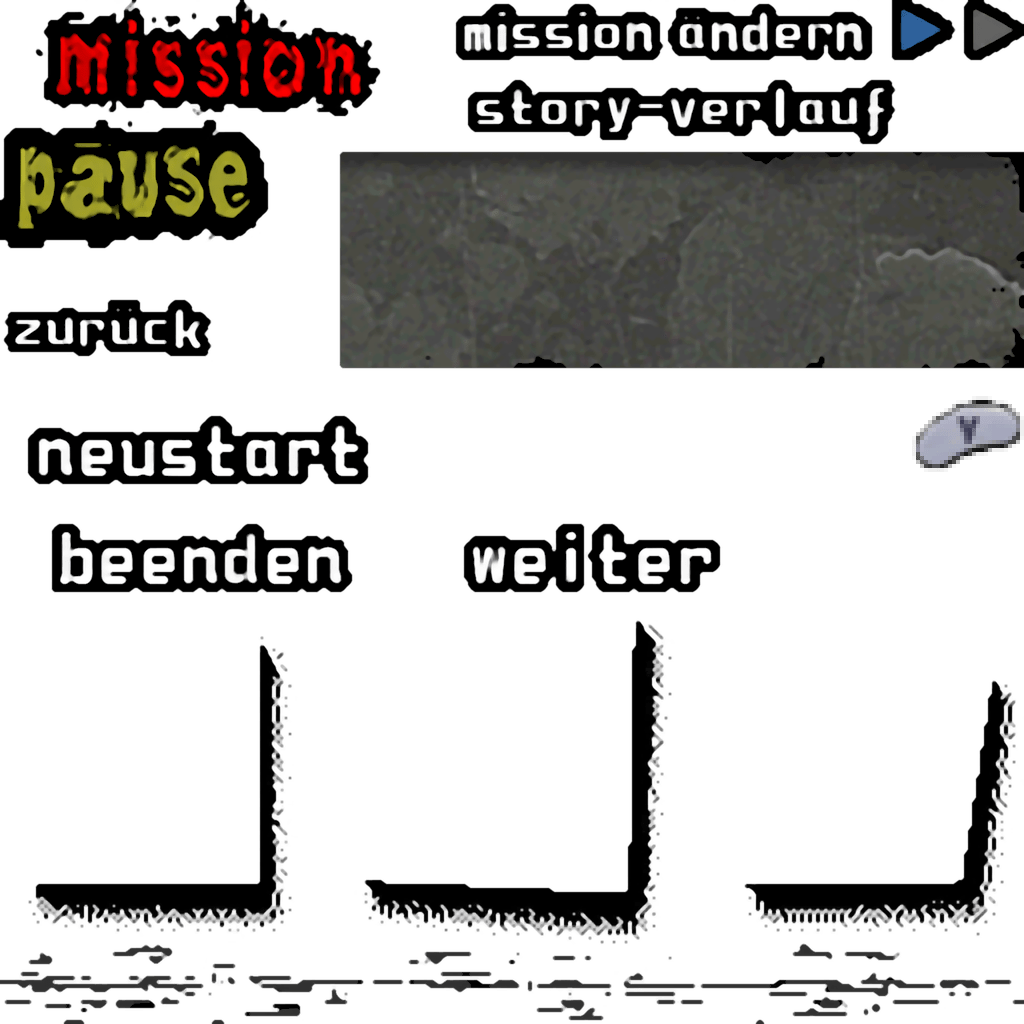 mission
mission ändern
story-verlauf
pause
zurück
Y
neustart
beenden
weiter